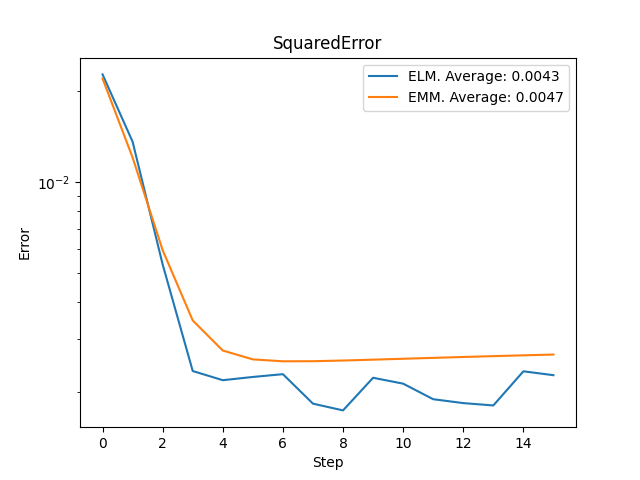 SquaredError
ELM. Average: 0.0043
EMM. Average: 0.0047
10⁻²
Error
0 2 4 6 8 10 12 14
Step